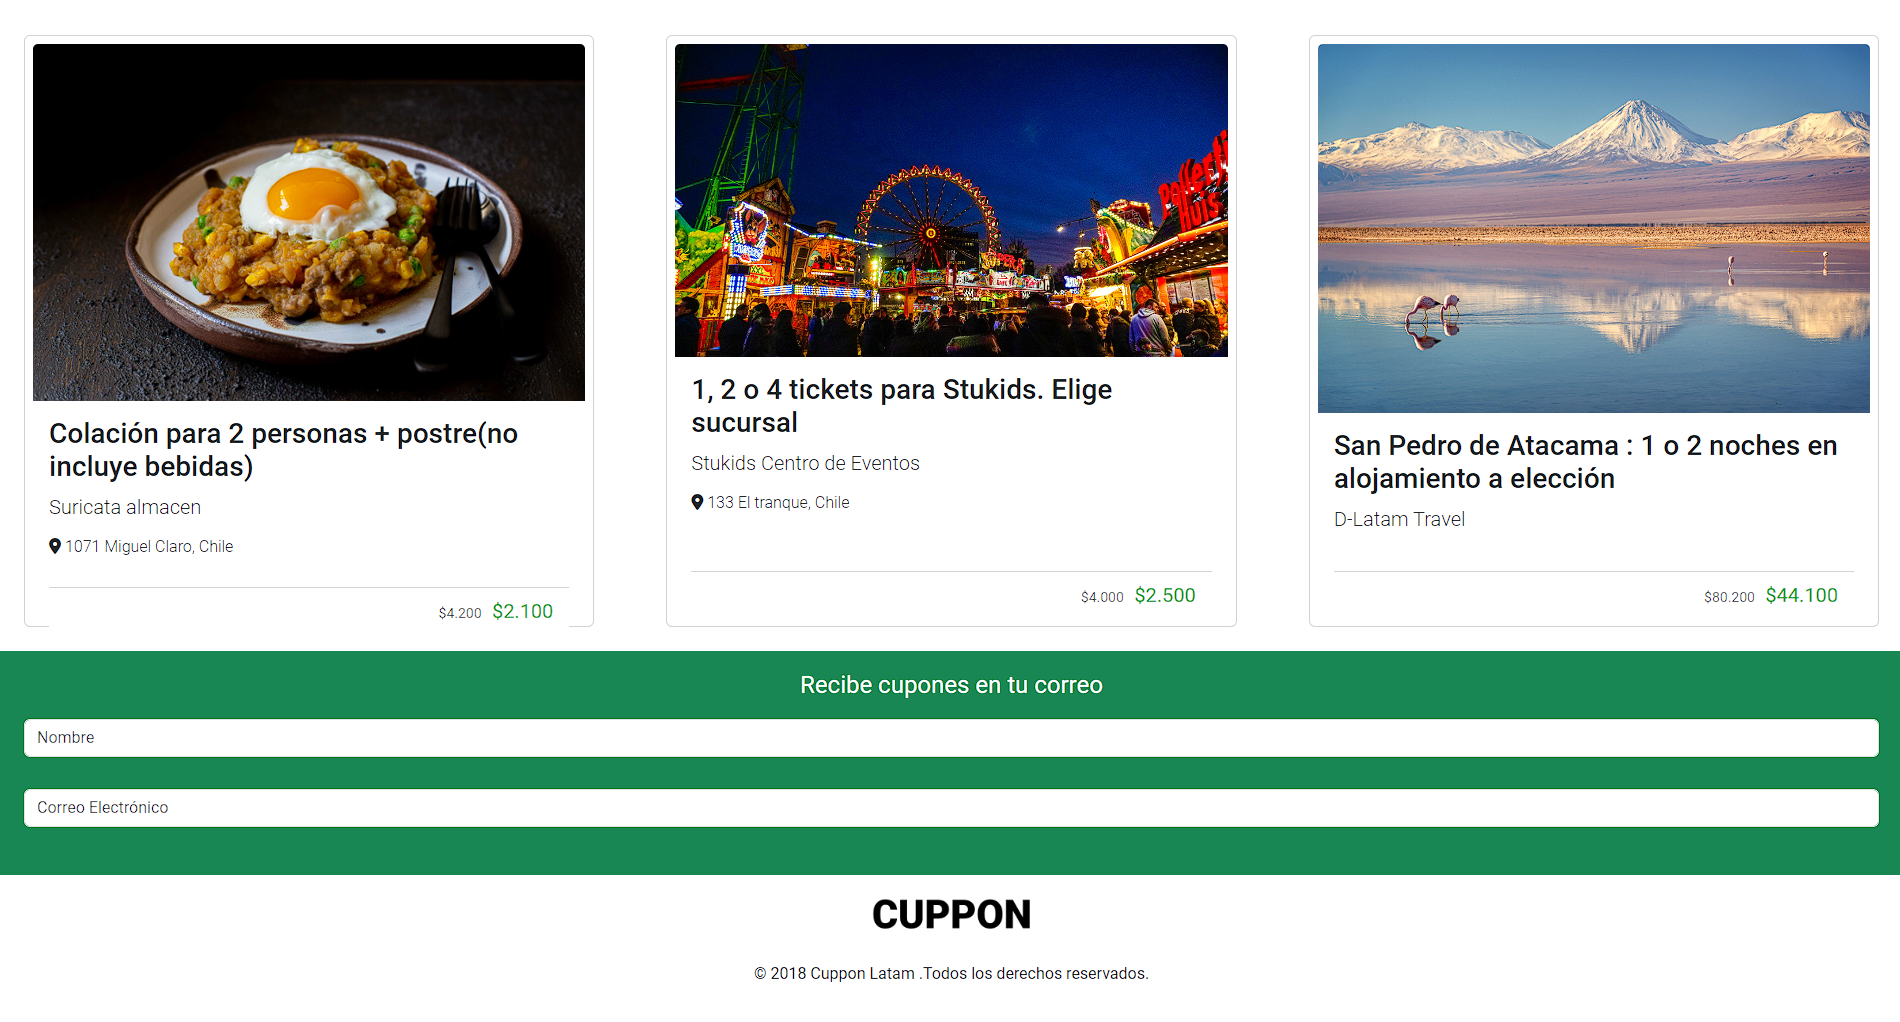 Colación para 2 personas + postre(no
incluye bebidas)
Suricata almacen
1071 Miguel Claro, Chile
$4.200 $2.100
1, 2 o 4 tickets para Stukids. Elige
sucursal
Stukids Centro de Eventos
133 El tranque, Chile
$4.000 $2.500
San Pedro de Atacama : 1 o 2 noches en
alojamiento a elección
D-Latam Travel
$80.200 $44.100
Recibe cupones en tu correo
Nombre
Correo Electrónico
CUPPON
© 2018 Cuppon Latam .Todos los derechos reservados.